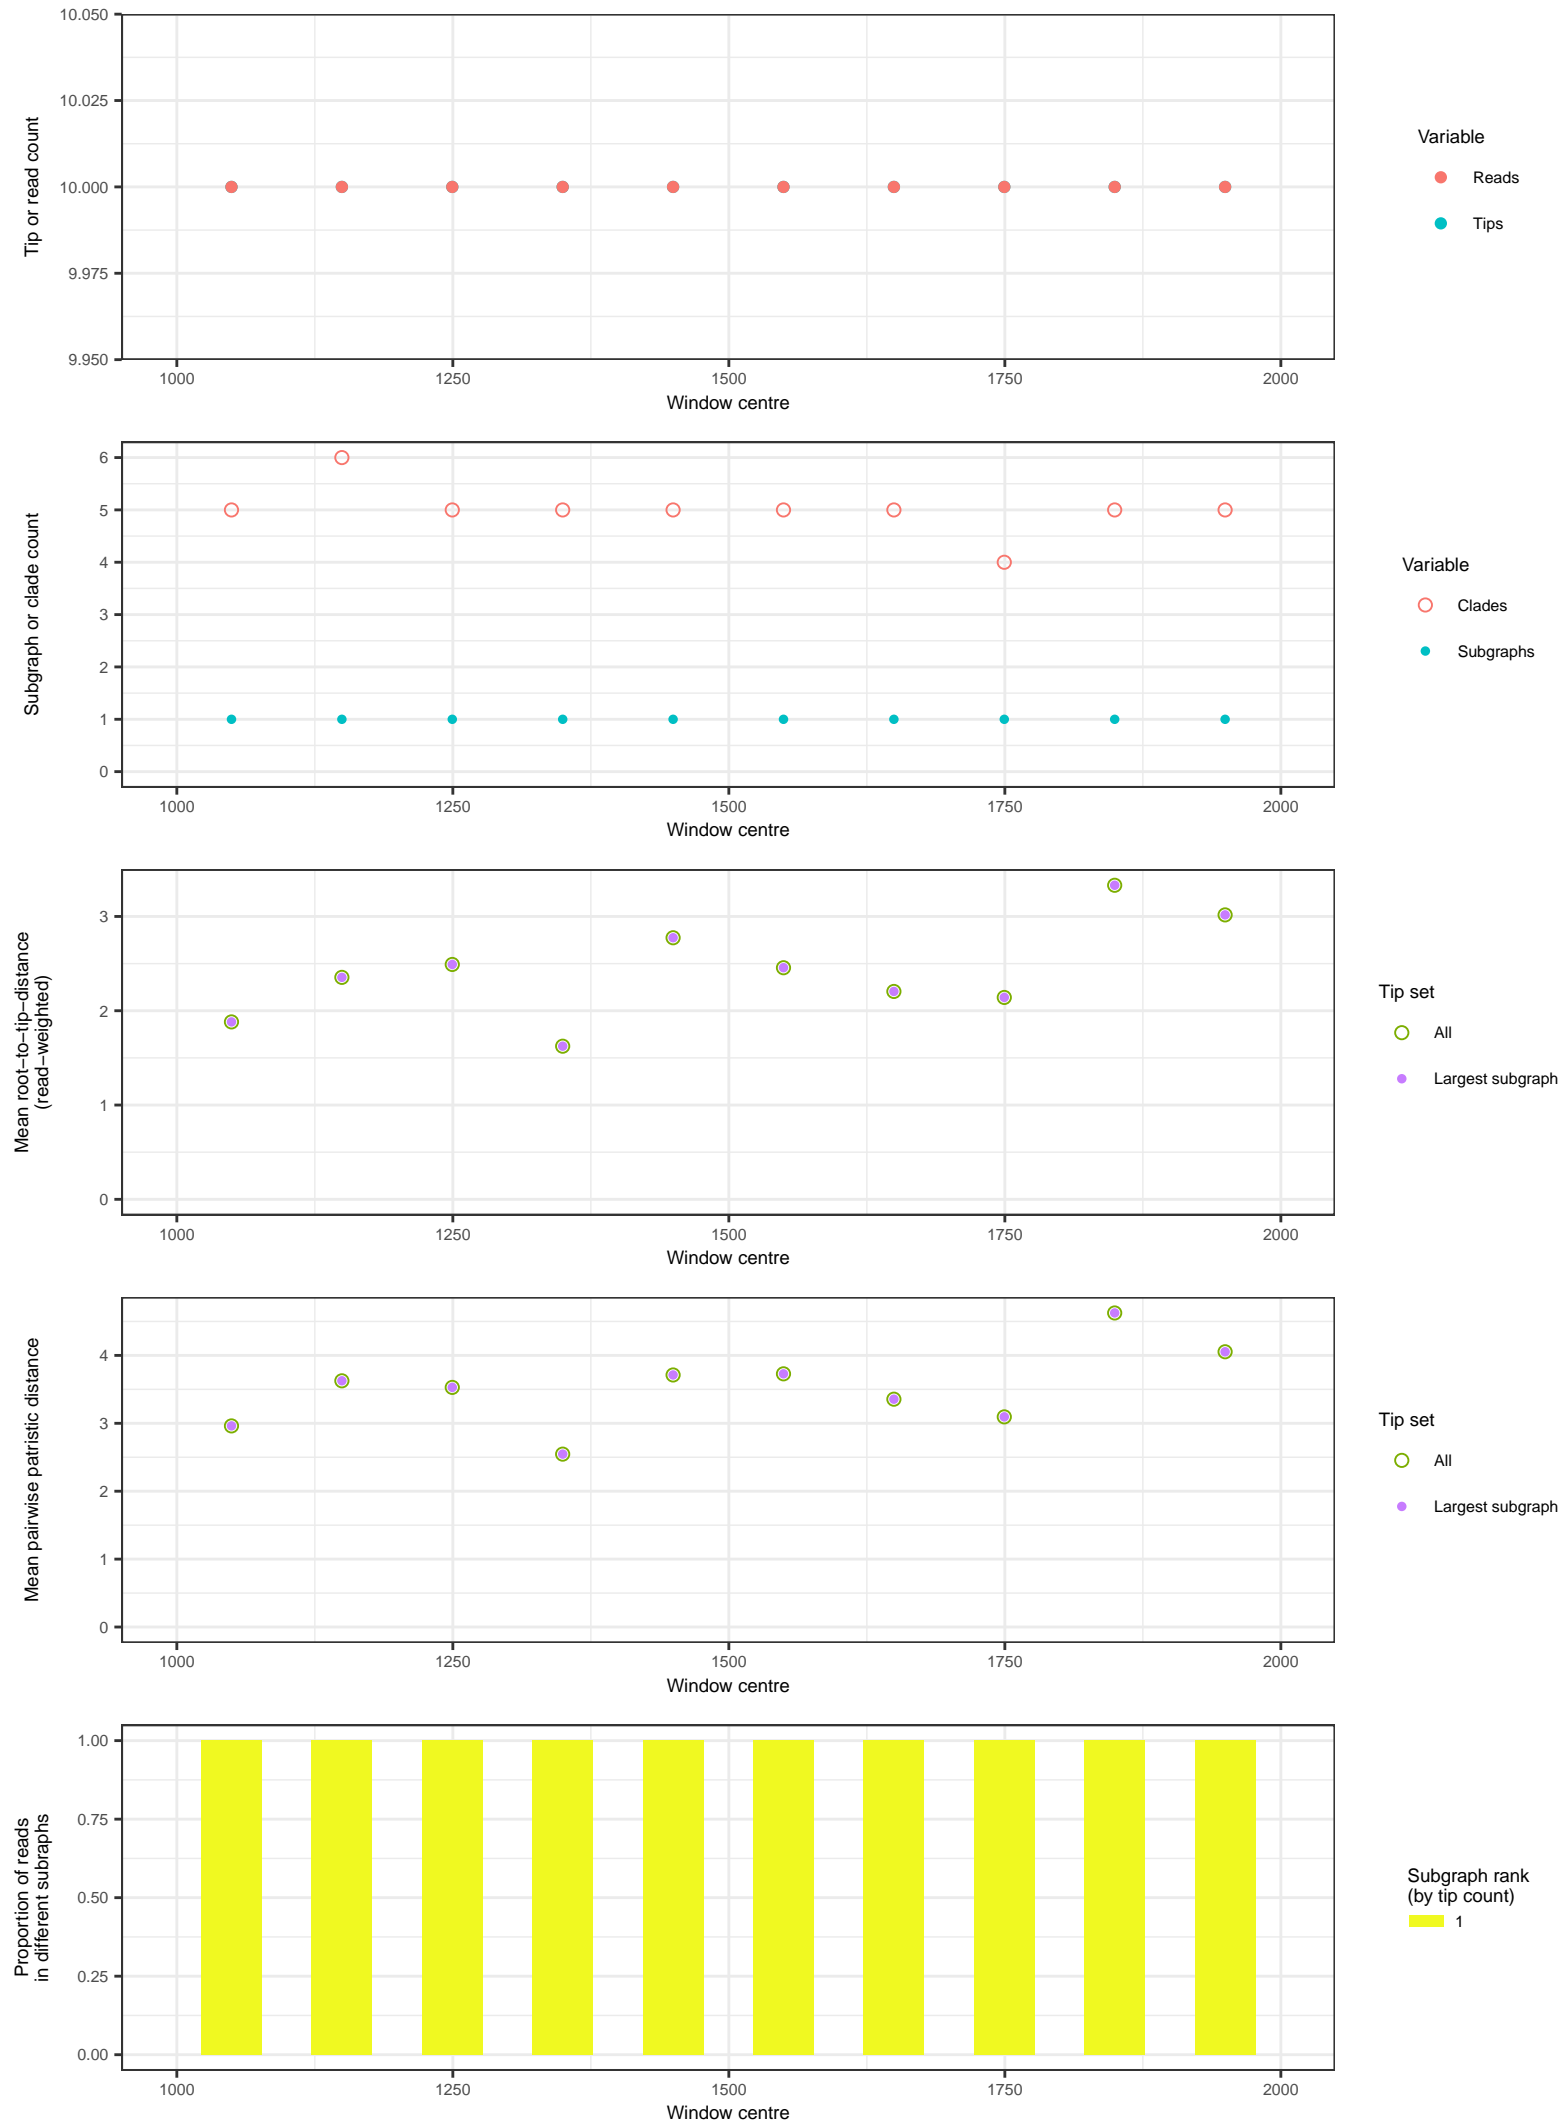 10.050
10.025
10.000
9.975
9.950
Tip or read count
1000 1250 1500 1750 2000
Window centre
Variable
Reads
Tips
6
5
4
3
2
1
0
Subgraph or clade count
1000 1250 1500 1750 2000
Window centre
Variable
Clades
Subgraphs
3
2
1
0
Mean root−to−tip−distance
(read−weighted)
1000 1250 1500 1750 2000
Window centre
Tip set
All
Largest subgraph
4
3
2
1
0
Mean pairwise patristic distance
1000 1250 1500 1750 2000
Window centre
Tip set
All
Largest subgraph
1.00
0.75
0.50
0.25
0.00
Proportion of reads
in different subraphs
1000 1250 1500 1750 2000
Window centre
Subgraph rank
(by tip count)
1